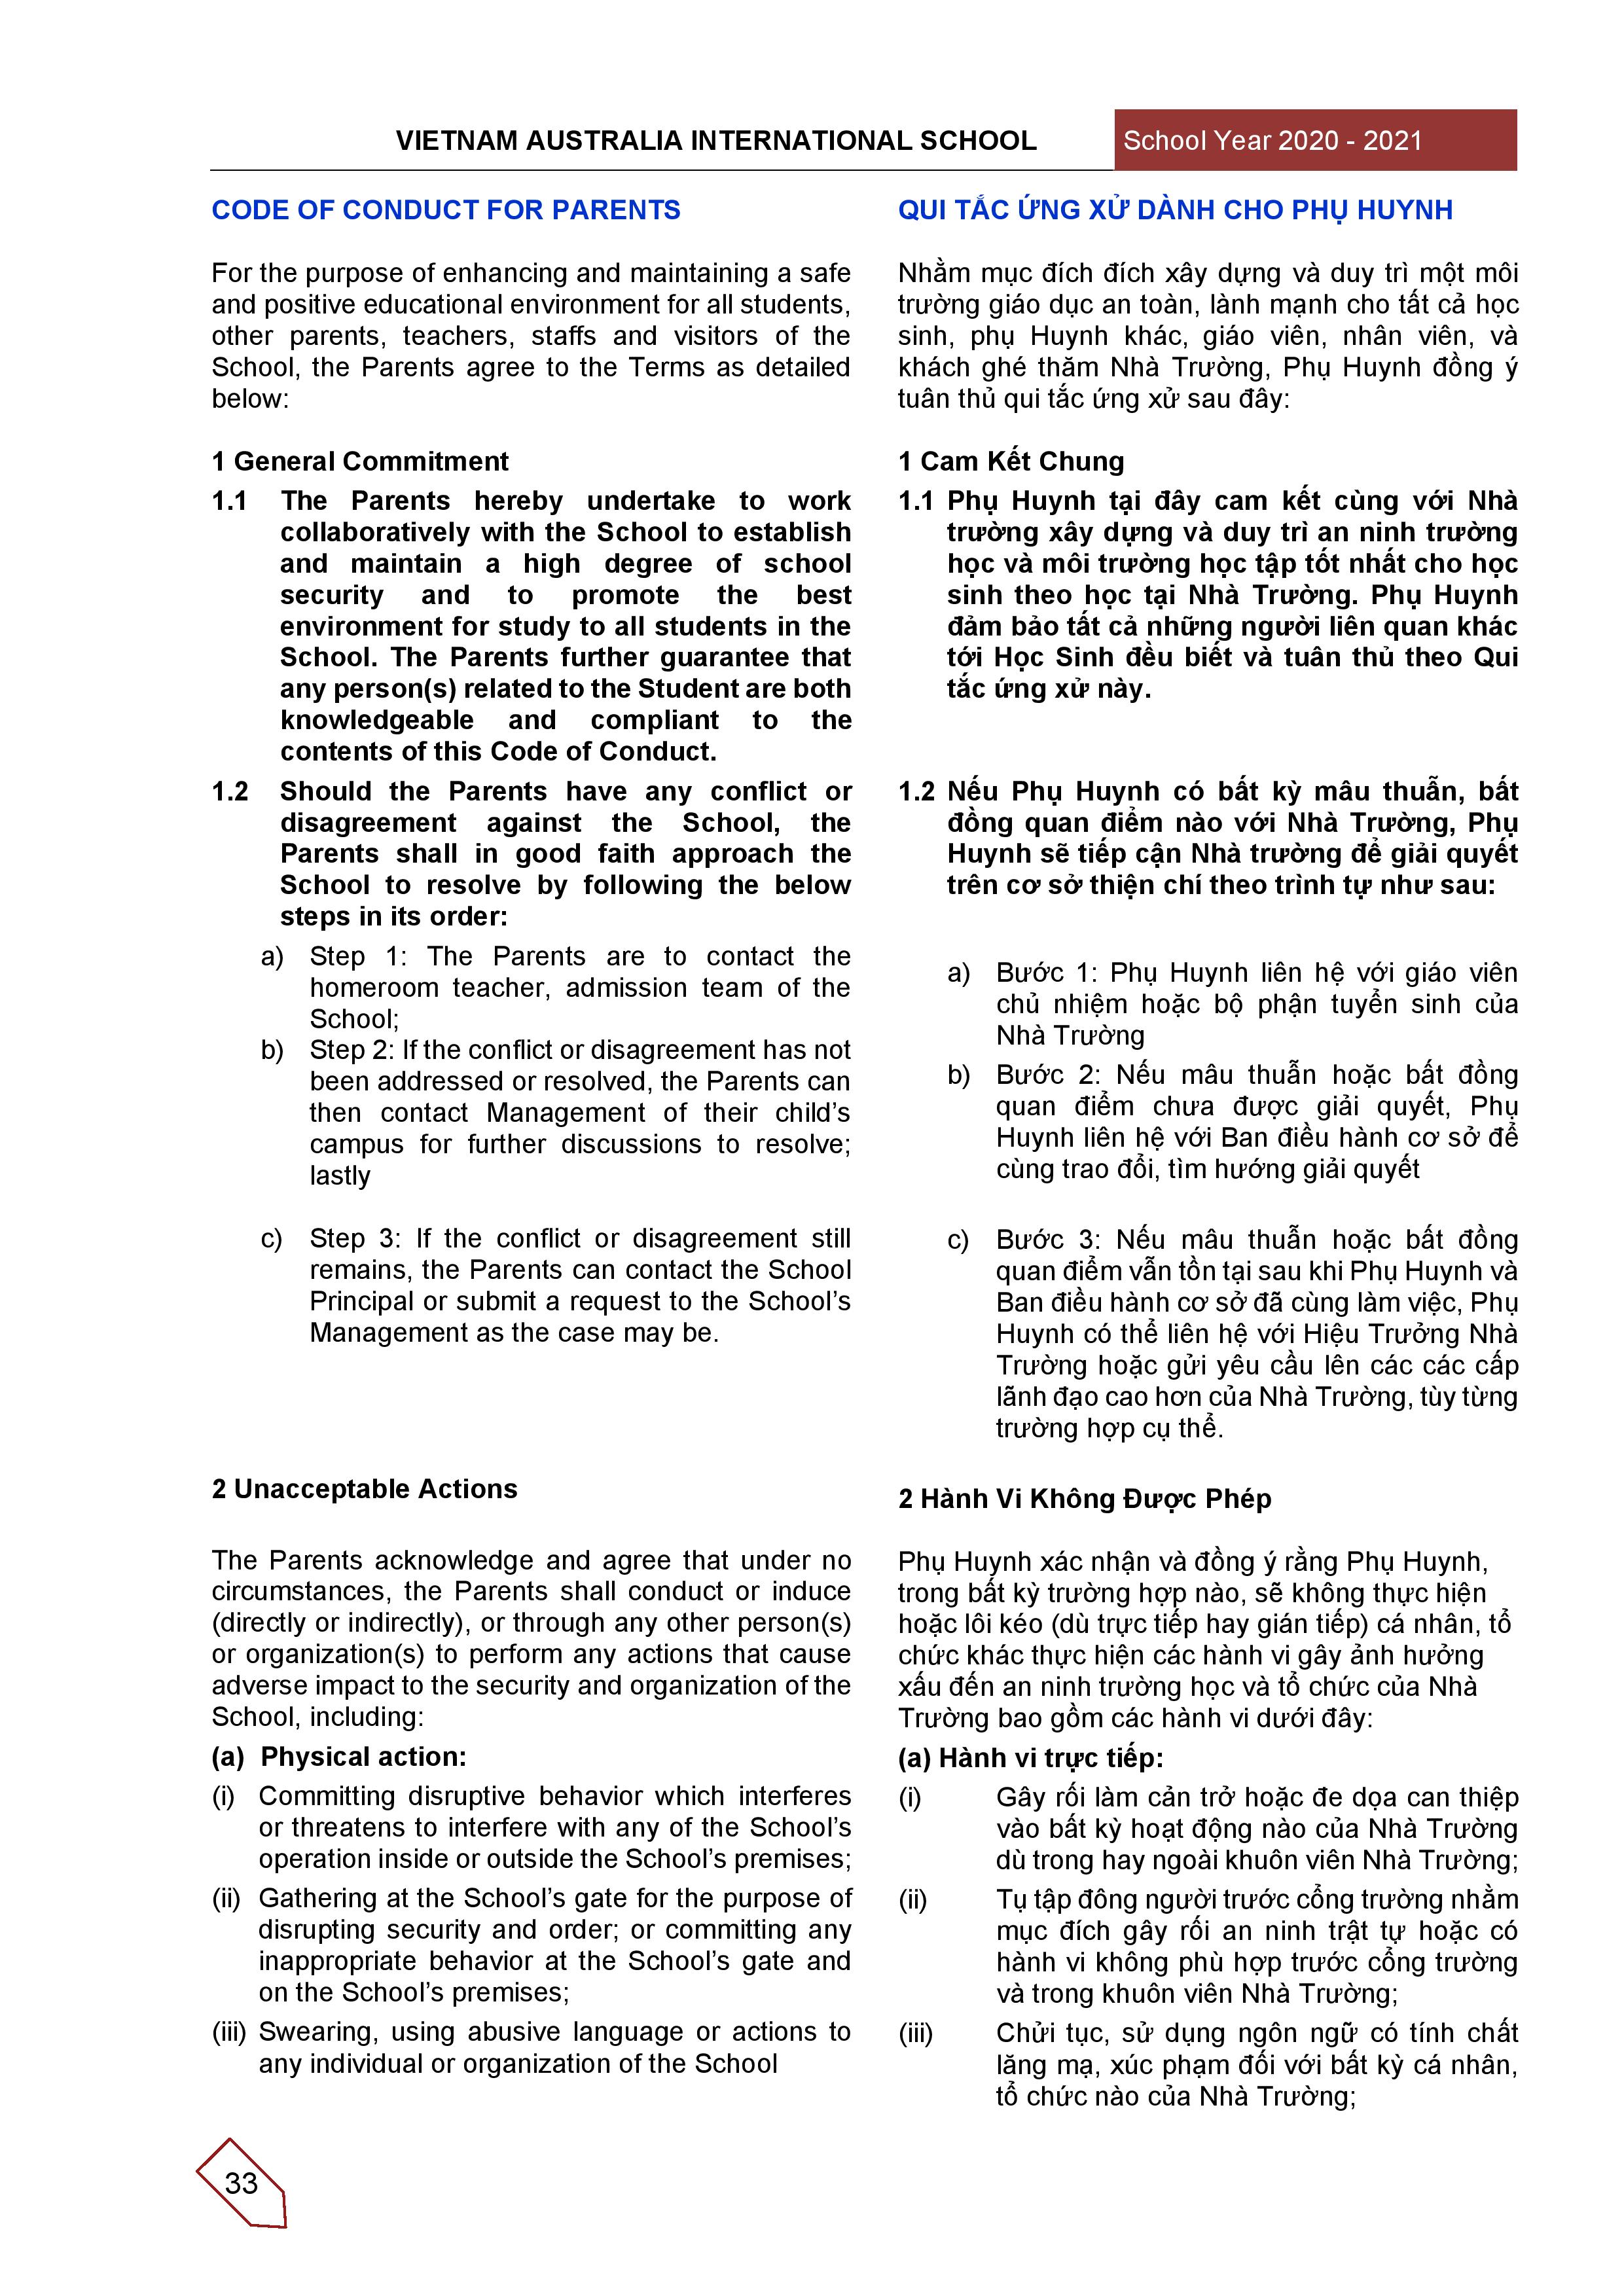 VIETNAM AUSTRALIA INTERNATIONAL SCHOOL
School Year 2020 - 2021
CODE OF CONDUCT FOR PARENTS
For the purpose of enhancing and maintaining a safe
and positive educational environment for all students,
other parents, teachers, staffs and visitors of the
School, the Parents agree to the Terms as detailed
below:
1 General Commitment
1.1 The Parents hereby undertake to work
collaboratively with the School to establish
and maintain a high degree of school
security and to promote the best
environment for study to all students in the
School. The Parents further guarantee that
any person(s) related to the Student are both
knowledgeable and compliant to the
contents of this Code of Conduct.
1.2 Should the Parents have any conflict or
disagreement against the School, the
Parents shall in good faith approach the
School to resolve by following the below
steps in its order:
a) Step 1: The Parents are to contact the
homeroom teacher, admission team of the
School;
b) Step 2: If the conflict or disagreement has not
been addressed or resolved, the Parents can
then contact Management of their child’s
campus for further discussions to resolve;
lastly
c) Step 3: If the conflict or disagreement still
remains, the Parents can contact the School
Principal or submit a request to the School’s
Management as the case may be.
2 Unacceptable Actions
The Parents acknowledge and agree that under no
circumstances, the Parents shall conduct or induce
(directly or indirectly), or through any other person(s)
or organization(s) to perform any actions that cause
adverse impact to the security and organization of the
School, including:
(a) Physical action:
(i) Committing disruptive behavior which interferes
or threatens to interfere with any of the School’s
operation inside or outside the School’s premises;
(ii) Gathering at the School’s gate for the purpose of
disrupting security and order; or committing any
inappropriate behavior at the School’s gate and
on the School’s premises;
(iii) Swearing, using abusive language or actions to
any individual or organization of the School
QUI TẮC ỨNG XỬ DÀNH CHO PHỤ HUYNH
Nhằm mục đích đích xây dựng và duy trì một môi
trường giáo dục an toàn, lành mạnh cho tất cả học
sinh, phụ Huynh khác, giáo viên, nhân viên, và
khách ghé thăm Nhà Trường, Phụ Huynh đồng ý
tuân thủ qui tắc ứng xử sau đây:
1 Cam Kết Chung
1.1 Phụ Huynh tại đây cam kết cùng với Nhà
trường xây dựng và duy trì an ninh trường
học và môi trường học tập tốt nhất cho học
sinh theo học tại Nhà Trường. Phụ Huynh
đảm bảo tất cả những người liên quan khác
tới Học Sinh đều biết và tuân thủ theo Qui
tắc ứng xử này.
1.2 Nếu Phụ Huynh có bất kỳ mâu thuẫn, bất
đồng quan điểm nào với Nhà Trường, Phụ
Huynh sẽ tiếp cận Nhà trường để giải quyết
trên cơ sở thiện chí theo trình tự như sau:
a) Bước 1: Phụ Huynh liên hệ với giáo viên
chủ nhiệm hoặc bộ phận tuyển sinh của
Nhà Trường
b) Bước 2: Nếu mâu thuẫn hoặc bất đồng
quan điểm chưa được giải quyết, Phụ
Huynh liên hệ với Ban điều hành cơ sở để
cùng trao đổi, tìm hướng giải quyết
c) Bước 3: Nếu mâu thuẫn hoặc bất đồng
quan điểm vẫn tồn tại sau khi Phụ Huynh và
Ban điều hành cơ sở đã cùng làm việc, Phụ
Huynh có thể liên hệ với Hiệu Trưởng Nhà
Trường hoặc gửi yêu cầu lên các các cấp
lãnh đạo cao hơn của Nhà Trường, tùy từng
trường hợp cụ thể.
2 Hành Vi Không Được Phép
Phụ Huynh xác nhận và đồng ý rằng Phụ Huynh,
trong bất kỳ trường hợp nào, sẽ không thực hiện
hoặc lôi kéo (dù trực tiếp hay gián tiếp) cá nhân, tổ
chức khác thực hiện các hành vi gây ảnh hưởng
xấu đến an ninh trường học và tổ chức của Nhà
Trường bao gồm các hành vi dưới đây:
(a) Hành vi trực tiếp:
(i) Gây rối làm cản trở hoặc đe dọa can thiệp
vào bất kỳ hoạt động nào của Nhà Trường
dù trong hay ngoài khuôn viên Nhà Trường;
(ii) Tụ tập đông người trước cổng trường nhằm
mục đích gây rối an ninh trật tự hoặc có
hành vi không phù hợp trước cổng trường
và trong khuôn viên Nhà Trường;
(iii) Chửi tục, sử dụng ngôn ngữ có tính chất
lăng mạ, xúc phạm đối với bất kỳ cá nhân,
tổ chức nào của Nhà Trường;
33